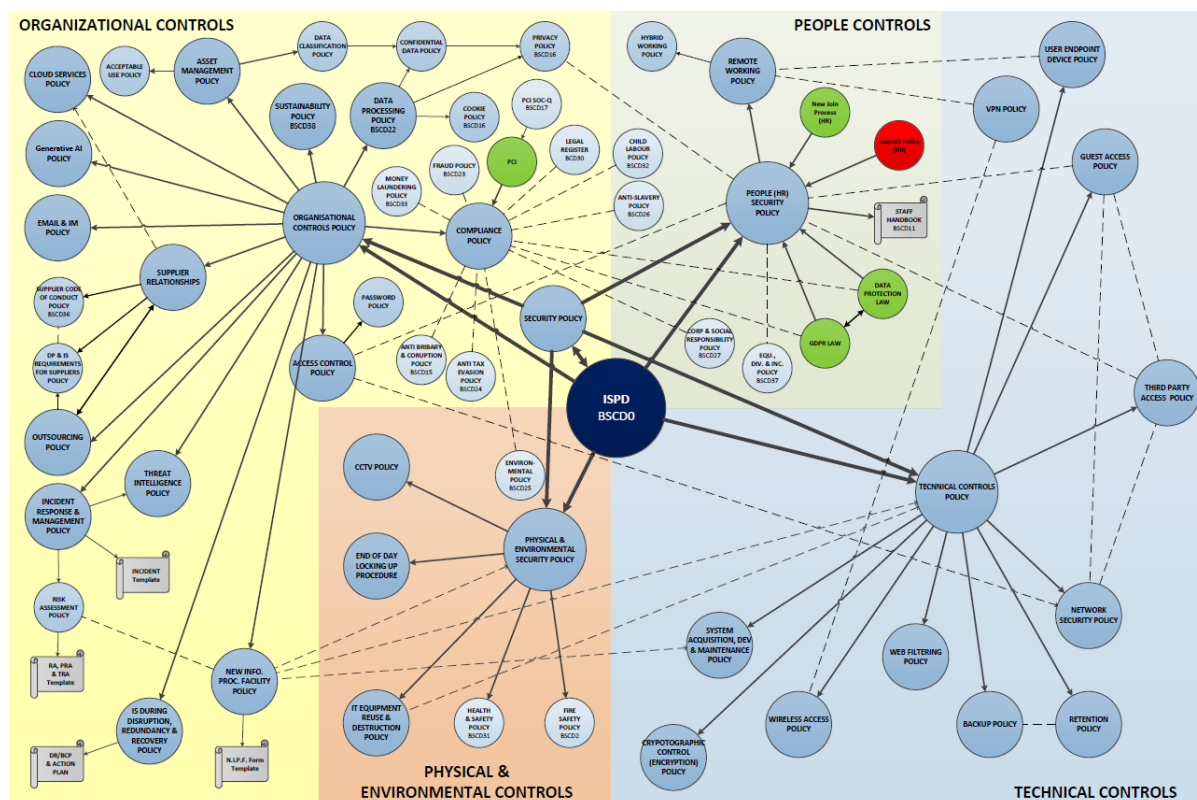 ORGANIZATIONAL CONTROLS
PEOPLE CONTROLS
CLOUD SERVICES
POLICY
ACCEPTABLE
USE POLICY
ASSET
MANAGEMENT
POLICY
DATA
CLASSIFICATION
POLICY
CONFIDENTIAL
DATA POLICY
PRIVACY
POLICY
BSCD16
HYBRID
WORKING
POLICY
REMOTE
WORKING
POLICY
USER ENDPOINT
DEVICE POLICY
SUSTAINABILITY
POLICY
BSCD38
DATA
PROCESSING
POLICY
BSCD22
COOKIE
POLICY
BSCD16
PCI SOC-Q
BSCD17
New Join
Process
(HR)
VPN POLICY
Generative AI
POLICY
FRAUD POLICY
BSCD23
PCI
LEGAL
REGISTER
BCD30
CHILD
LABOUR
POLICY
BSCD32
Leavers Policy
(HR)
GUEST ACCESS
POLICY
MONEY
LAUNDERING
POLICY
BSCD33
EMAIL & IM
POLICY
ORGANISATIONAL
CONTROLS POLICY
COMPLIANCE
POLICY
ANTI-SLAVERY
POLICY
BSCD26
PEOPLE (HR)
SECURITY
POLICY
STAFF
HANDBOOK
BSCD11
SUPPLIER
RELATIONSHIPS
SUPPLIER CODE
OF CONDUCT
POLICY
BSCD36
PASSWORD
POLICY
SECURITY POLICY
DATA
PROTECTION
LAW
DP & IS
REQUIREMENTS
FOR SUPPLIERS
POLICY
ACCESS CONTROL
POLICY
ANTI BRIBARY
& CORUPTION
POLICY
BSCD15
ANTI TAX
EVASION
POLICY
BSCD24
CORP & SOCIAL
RESPONSIBILITY
POLICY
BSCD27
EQU.,
DIV. & INC.
POLICY
BSCD37
GDPR LAW
ISPD
BSCD0
THIRD PARTY
ACCESS POLICY
OUTSOURCING
POLICY
THREAT
INTELLIGENCE
POLICY
CCTV POLICY
ENVIRON-
MENTAL
POLICY
BSCD25
TECHNICAL CONTROLS
POLICY
INCIDENT
RESPONSE &
MANAGEMENT
POLICY
INCIDENT
Template
END OF DAY
LOCKING UP
PROCEDURE
PHYSICAL &
ENVIRONMENTAL
SECURITY POLICY
RISK
ASSESSMENT
POLICY
NETWORK
SECURITY POLICY
RA, PRA
& TRA
Template
NEW INFO.
PROC. FACILITY
POLICY
SYSTEM
ACQUISITION, DEV
& MAINTENANCE
POLICY
WEB FILTERING
POLICY
IS DURING
DISRUPTION,
REDUNDANCY &
RECOVERY
POLICY
IT EQUIPMENT
REUSE &
DESTRUCTION
POLICY
HEALTH
& SAFETY
POLICY
BSCD31
FIRE
SAFETY
POLICY
BSCD2
WIRELESS ACCESS
POLICY
BACKUP POLICY
RETENTION
POLICY
DR/BCP
& ACTION
PLAN
N.I.P.F. Form
Template
CRYPOTOGRAPHIC
CONTROL
(ENCRYPTION)
POLICY
PHYSICAL &
ENVIRONMENTAL CONTROLS
TECHNICAL CONTROLS